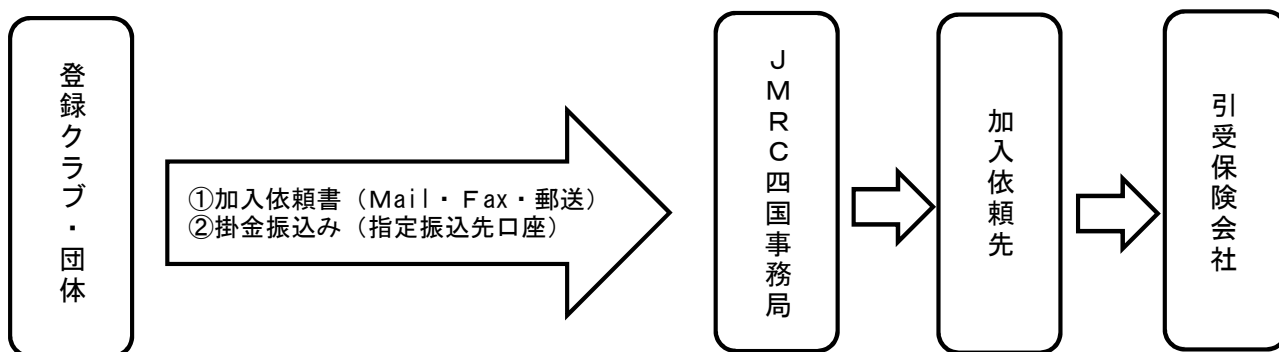 登録クラブ・団体
①加入依頼書（Mail・Fax・郵送）
②掛金振込み（指定振込先口座）
JMRC四国事務局
加入依頼先
引受保険会社